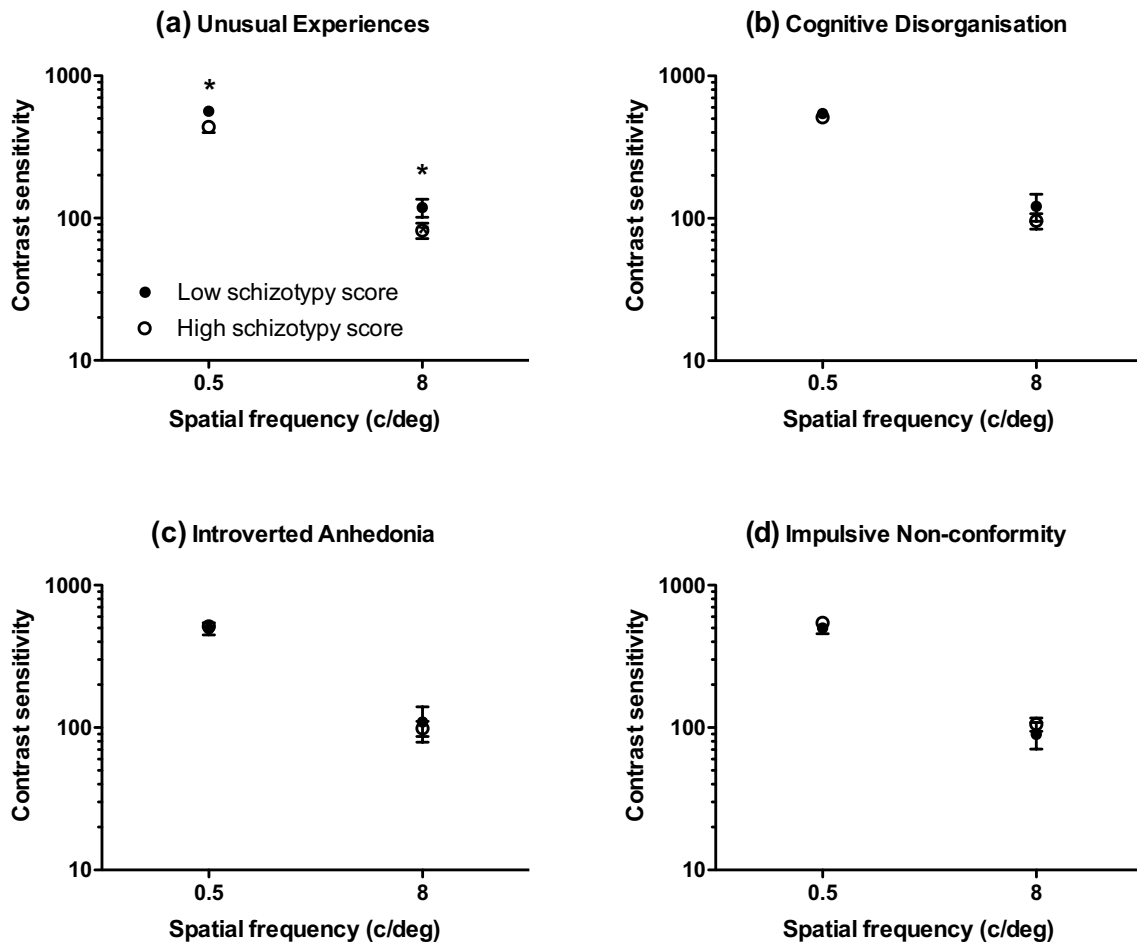 (a) Unusual Experiences
1000
100
10
Contrast sensitivity
*
*
Low schizotypy score
High schizotypy score
0.5
8
Spatial frequency (c/deg)
(b) Cognitive Disorganisation
1000
100
10
Contrast sensitivity
0.5
8
Spatial frequency (c/deg)
(c) Introverted Anhedonia
1000
100
10
Contrast sensitivity
0.5
8
Spatial frequency (c/deg)
(d) Impulsive Non-conformity
1000
100
10
Contrast sensitivity
0.5
8
Spatial frequency (c/deg)